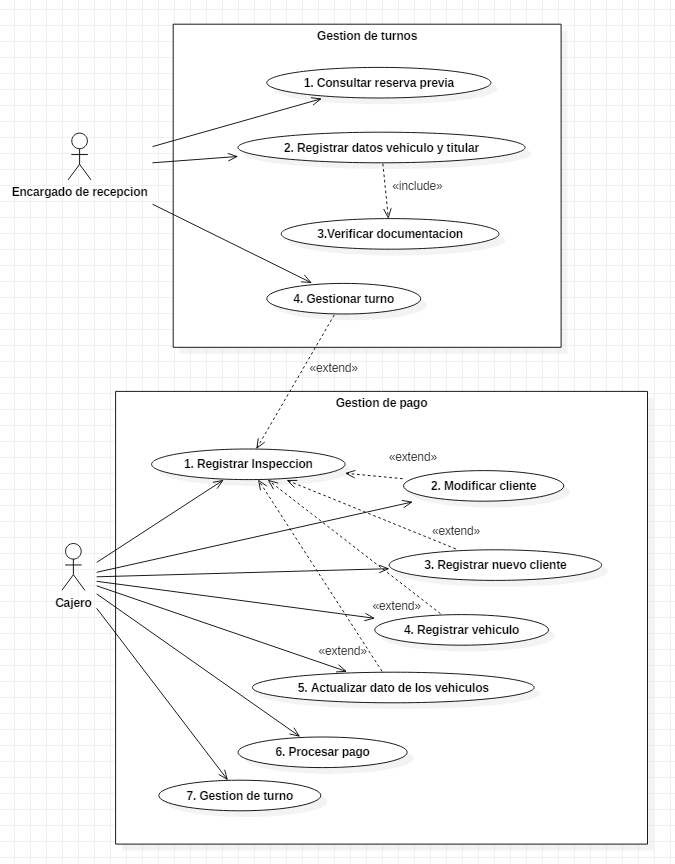 Gestion de turnos
1. Consultar reserva previa
2. Registrar datos vehiculo y titular
«include»
Encargado de recepcion
3.Verificar documentacion
4. Gestionar turno
«extend»
Gestion de pago
1. Registrar Inspeccion
«extend»
2. Modificar cliente
«extend»
3. Registrar nuevo cliente
Cajero
«extend»
4. Registrar vehiculo
«extend»
5. Actualizar dato de los vehiculos
6. Procesar pago
7. Gestion de turno